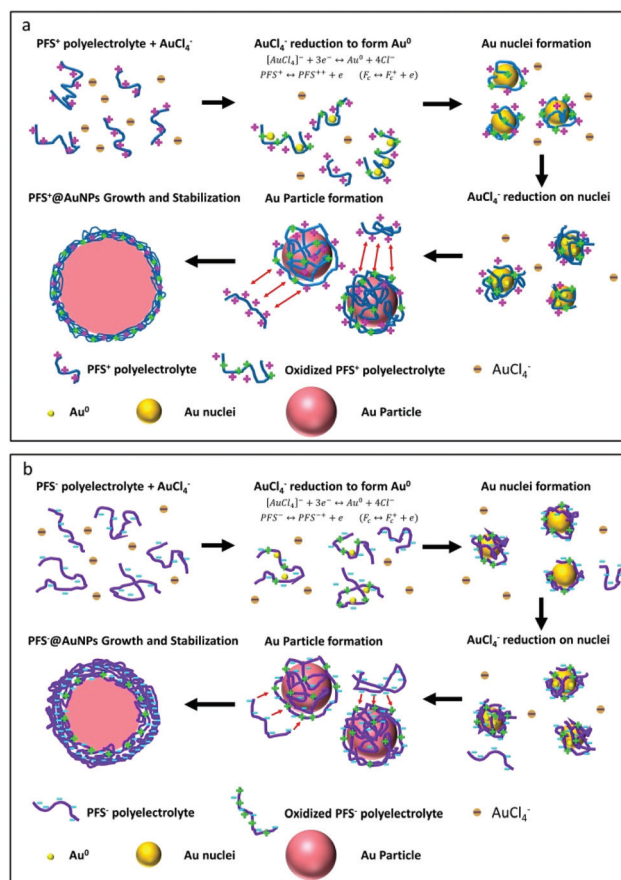 a
PFS⁺ polyelectrolyte + AuCl₄⁻
AuCl₄⁻ reduction to form Au⁰
[AuCl₄]⁻ + 3e⁻ ↔ Au⁰ + 4Cl⁻
PFS⁺ ↔ PFS⁺⁺ + e (F꜀ ↔ F꜀⁺ + e)
Au nuclei formation
PFS⁺@AuNPs Growth and Stabilization
Au Particle formation
AuCl₄⁻ reduction on nuclei
PFS⁺ polyelectrolyte
Oxidized PFS⁺ polyelectrolyte
AuCl₄⁻
Au⁰
Au nuclei
Au Particle
b
PFS⁻ polyelectrolyte + AuCl₄⁻
AuCl₄⁻ reduction to form Au⁰
[AuCl₄]⁻ + 3e⁻ ↔ Au⁰ + 4Cl⁻
PFS⁻ ↔ PFS⁻⁺ + e (F꜀ ↔ F꜀⁺ + e)
Au nuclei formation
PFS⁻@AuNPs Growth and Stabilization
Au Particle formation
AuCl₄⁻ reduction on nuclei
PFS⁻ polyelectrolyte
Oxidized PFS⁻ polyelectrolyte
AuCl₄⁻
Au⁰
Au nuclei
Au Particle